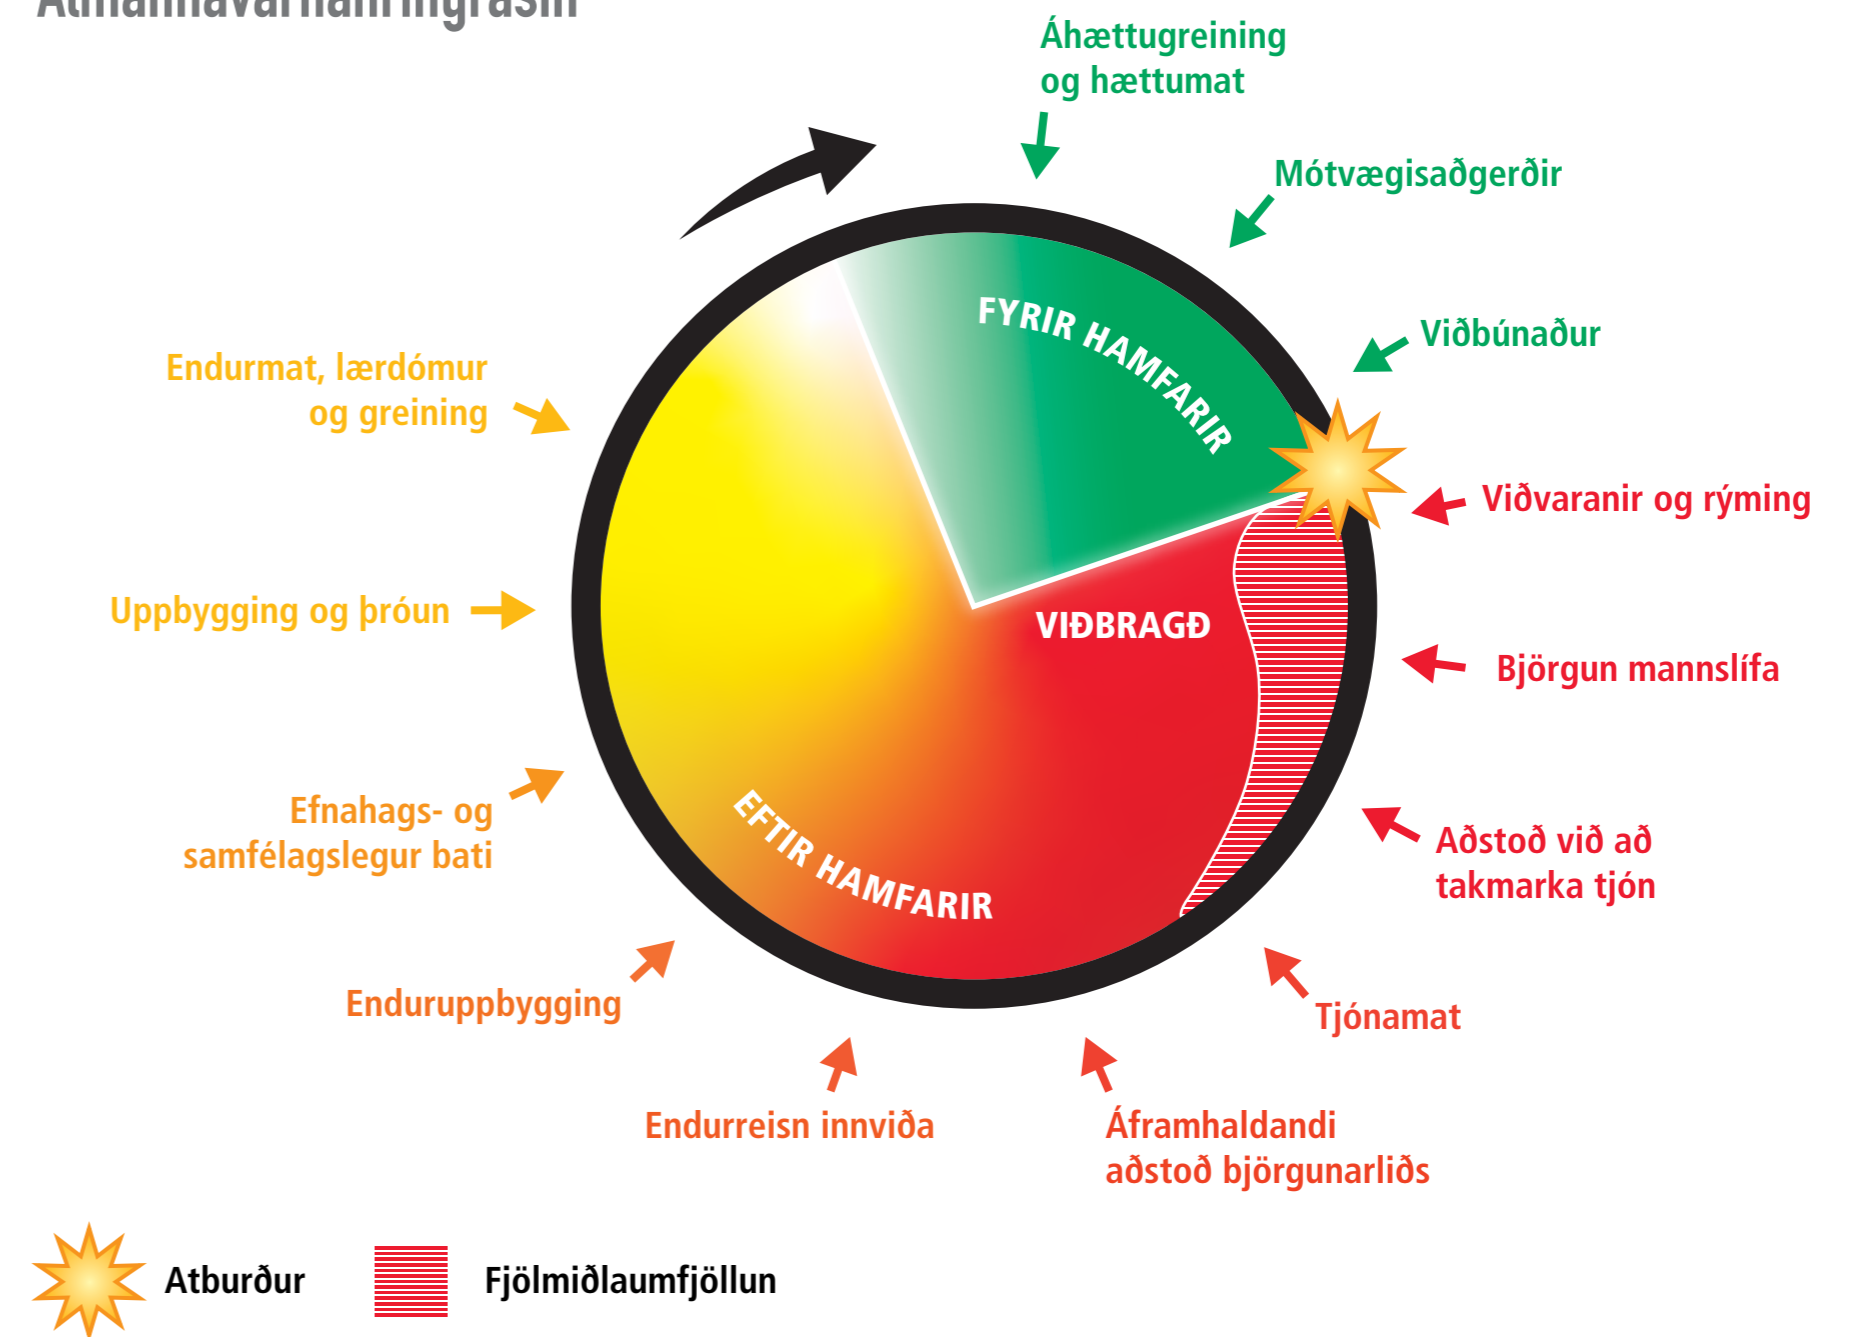 Almannavarnahringrásin
Áhættugreining
og hættumat
Mótvægisaðgerðir
Viðbúnaður
Viðvaranir og rýming
Björgun mannslífa
Aðstoð við að
takmarka tjón
Tjónamat
Áframhaldandi
aðstoð björgunarliðs
Endurreisn innviða
Enduruppbygging
Efnahags- og
samfélagslegur bati
Uppbygging og þróun
Endurmat, lærdómur
og greining
FYRIR HAMFARIR
VIÐBRAGÐ
EFTIR HAMFARIR
Atburður
Fjölmiðlaumfjöllun